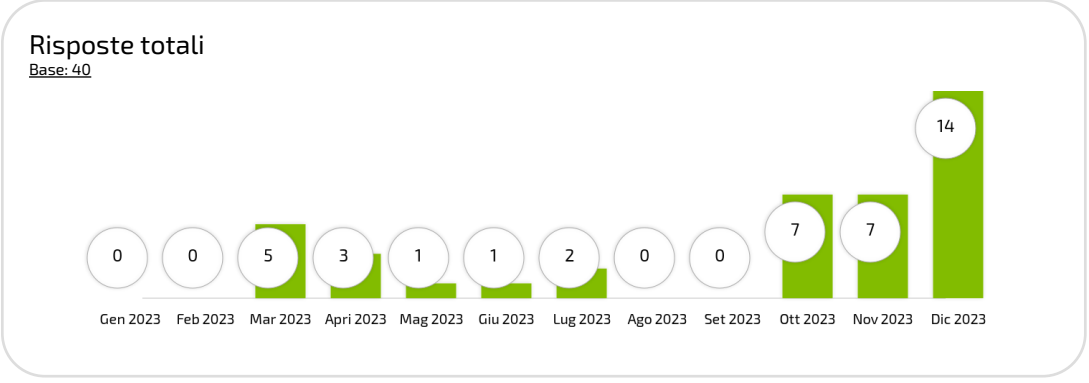 Risposte totali
Base: 40
14
7 7
0 0 5 3 1 1 2 0 0
Gen 2023 Feb 2023 Mar 2023 Apri 2023 Mag 2023 Giu 2023 Lug 2023 Ago 2023 Set 2023 Ott 2023 Nov 2023 Dic 2023